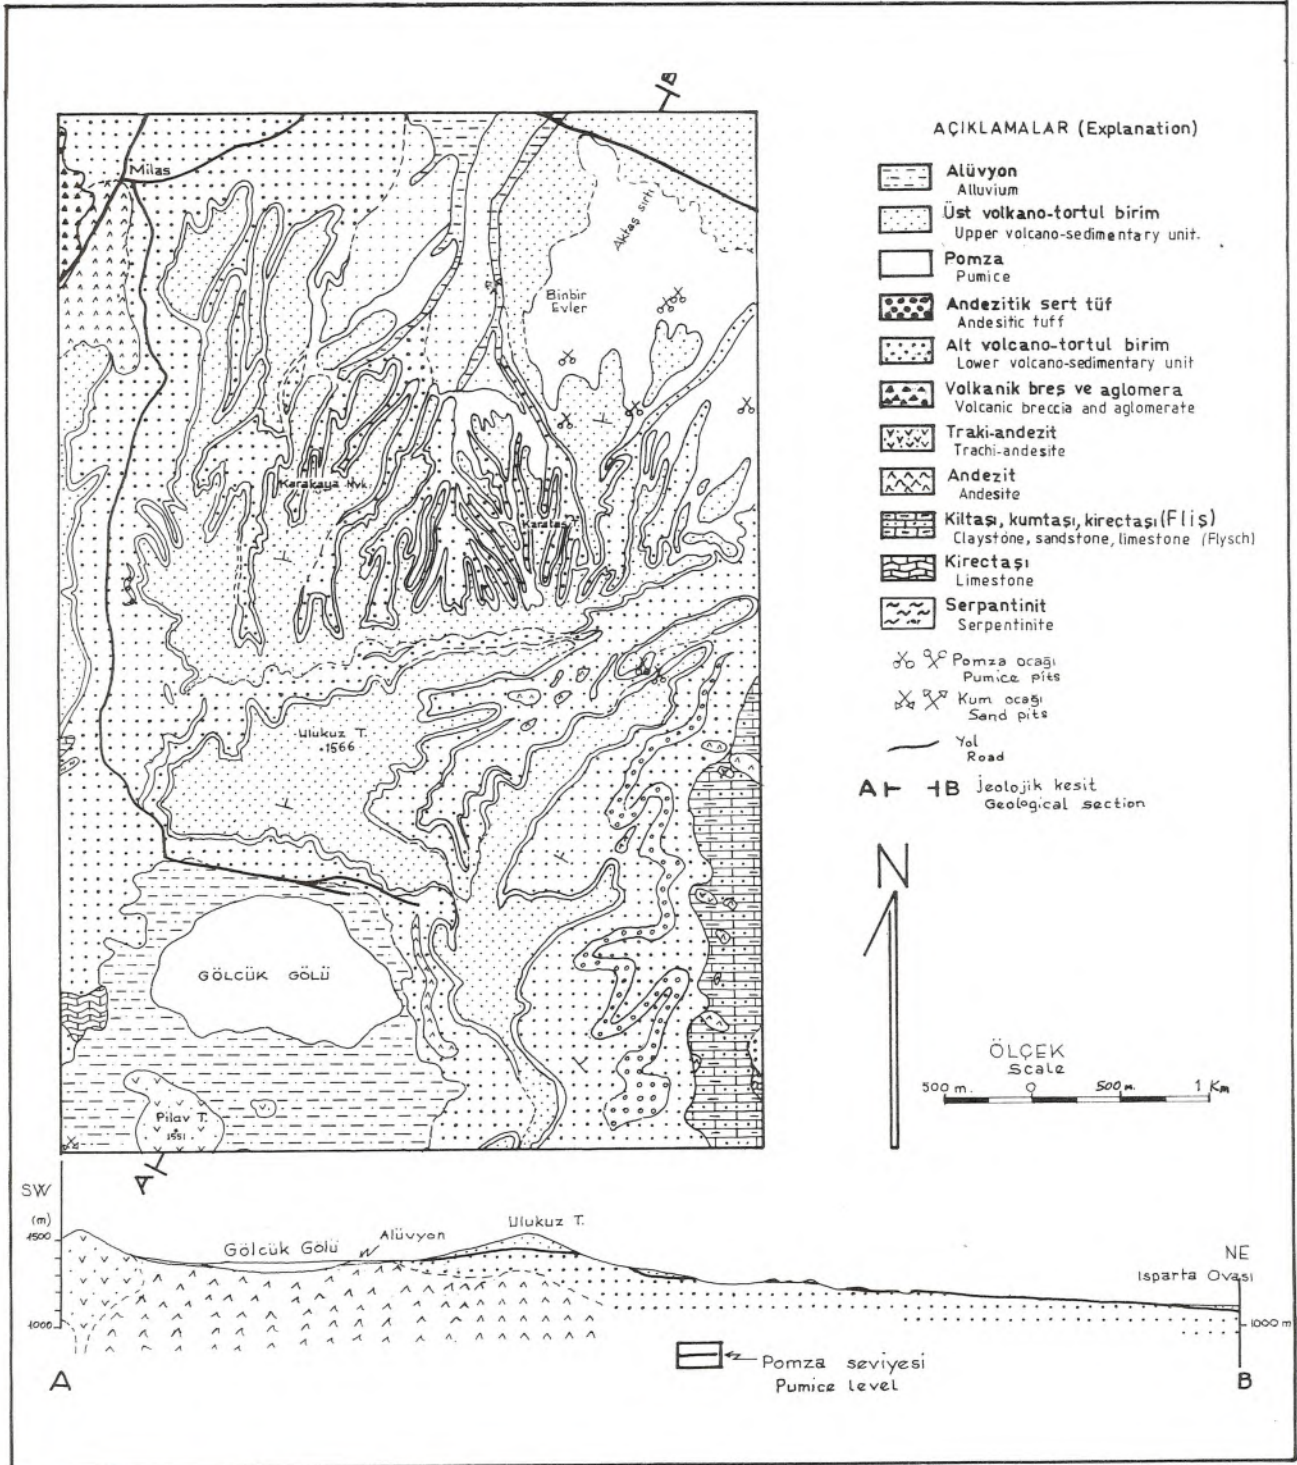 B
Milas
Aktaş sırtı
Binbir
Evler
Karakaya Mvk.
Karataş T.
Ulukuz T.
1566
GÖLCÜK GÖLÜ
Pilav T.
1551
A
AÇIKLAMALAR (Explanation)
Alüvyon
Alluvium
Üst volkano-tortul birim
Upper volcano-sedimentary unit.
Pomza
Pumice
Andezitik sert tüf
Andesitic tuff
Alt volcano-tortul birim
Lower volcano-sedimentary unit
Volkanik breş ve aglomera
Volcanic breccia and aglomerate
Traki-andezit
Trachi-andesite
Andezit
Andesite
Kiltaşı, kumtaşı, kirectaşı (Fliş)
Claystone, sandstone, limestone (Flysch)
Kirectaşı
Limestone
Serpantinit
Serpentinite
Pomza ocağı
Pumice pits
Kum ocağı
Sand pits
Yol
Road
A B Jeolojik kesit
Geological section
N
ÖLÇEK
Scale
500 m. 0 500 m. 1 Km
SW
(m)
1500
1000
Gölcük Gölü
Alüvyon
Ulukuz T.
NE
Isparta Ovası
1000 m
A
B
Pomza seviyesi
Pumice level